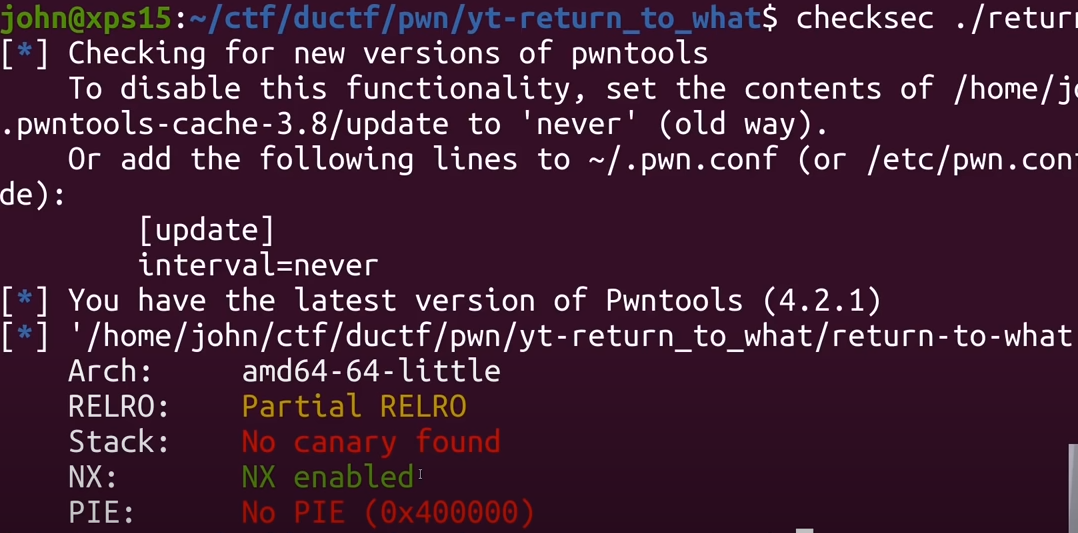 john@xps15:~/ctf/ductf/pwn/yt-return_to_what$ checksec ./return
[*] Checking for new versions of pwntools
To disable this functionality, set the contents of /home/jo
.pwntools-cache-3.8/update to 'never' (old way).
Or add the following lines to ~/.pwn.conf (or /etc/pwn.conf
de):
[update]
interval=never
[*] You have the latest version of Pwntools (4.2.1)
[*] '/home/john/ctf/ductf/pwn/yt-return_to_what/return-to-what
Arch: amd64-64-little
RELRO: Partial RELRO
Stack: No canary found
NX: NX enabled
PIE: No PIE (0x400000)